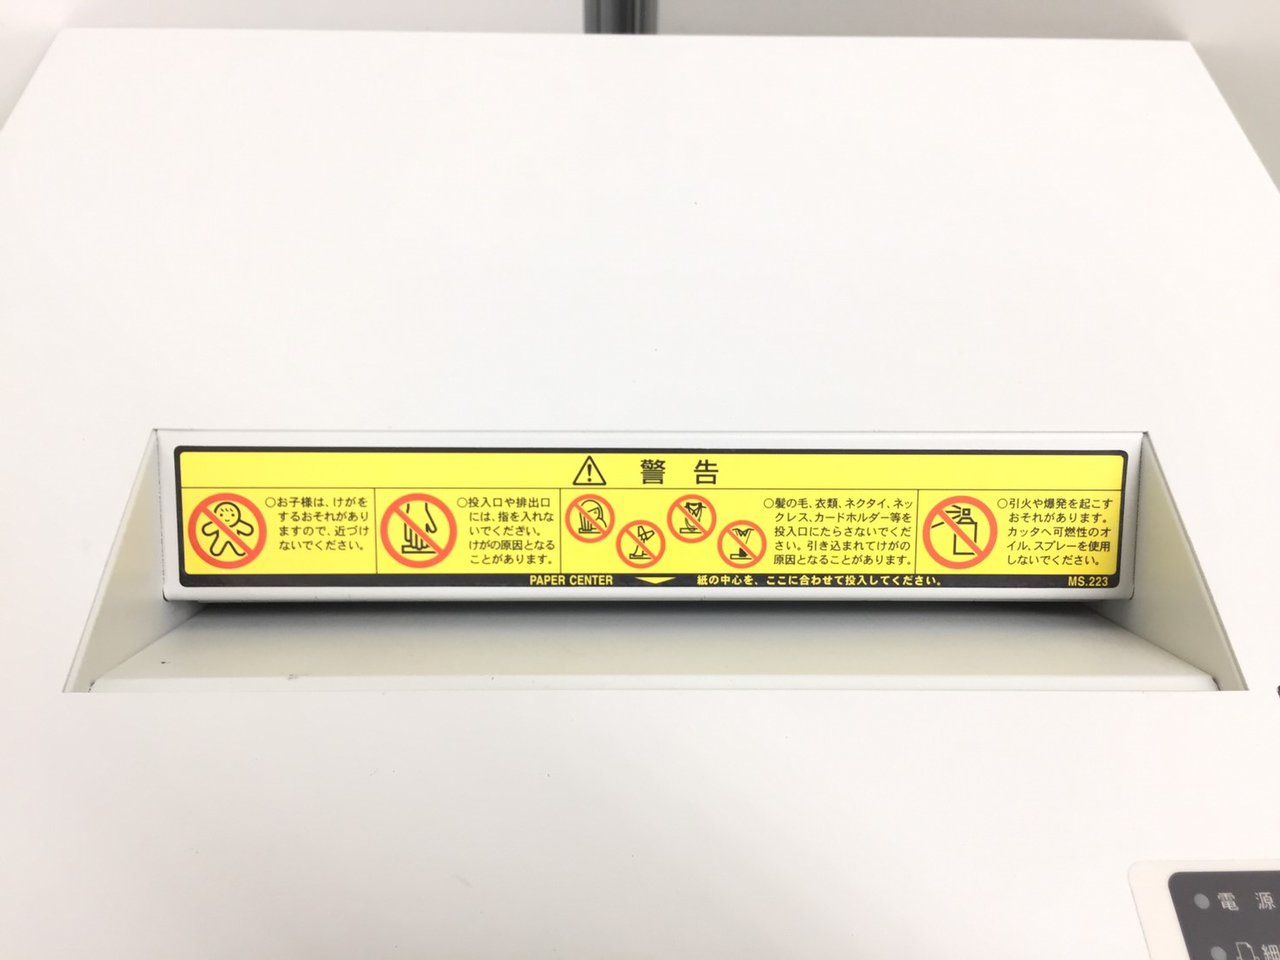 警 告
○お子様は、けがを
するおそれがあり
ますので、近づけ
ないでください。
○投入口や排出口
には、指を入れな
いでください。
けがの原因となる
ことがあります。
○髪の毛、衣類、ネクタイ、ネッ
クレス、カードホルダー等を
投入口にたらさないでくだ
さい。引き込まれてけがの
原因となることがあります。
○引火や爆発を起こす
おそれがあります。
カッタへ可燃性のオ
イル、スプレーを使用
しないでください。
PAPER CENTER
紙の中心を、ここに合わせて投入してください。
MS.223
電 源
細